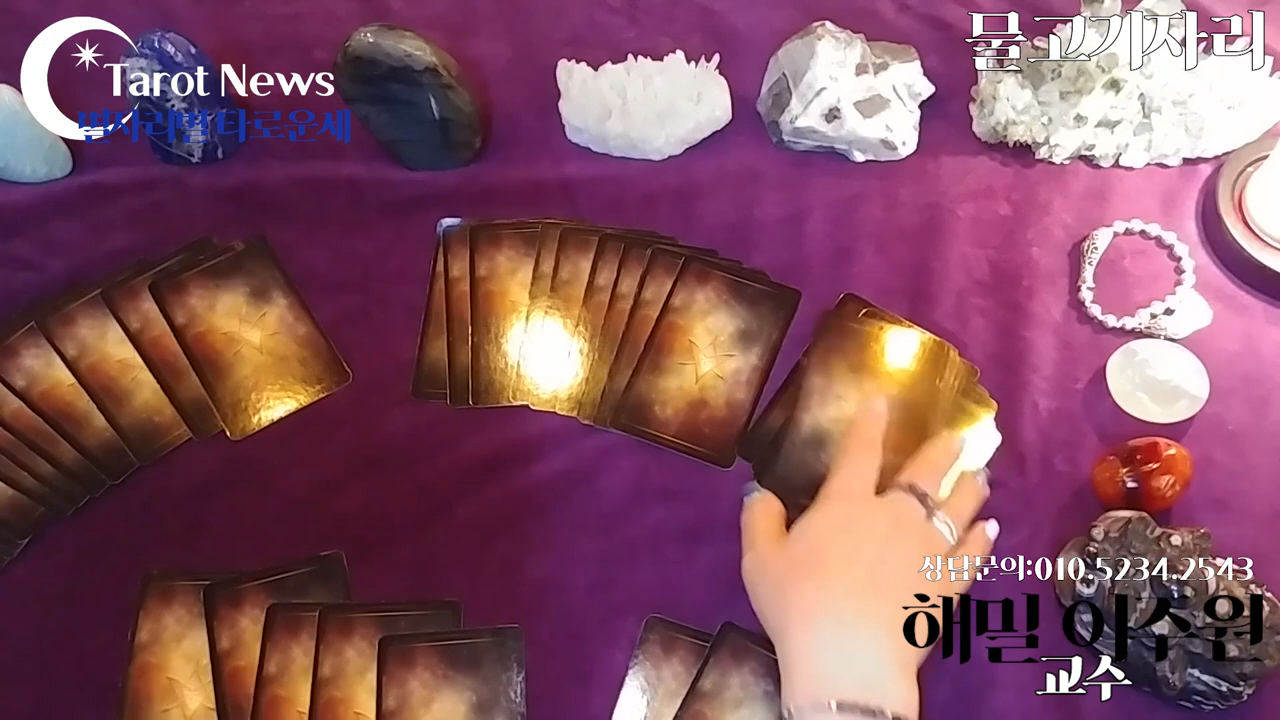 Tarot News
별자리별 타로운세
물고기자리
상담문의:010.5234.2543
해밀 이주원
교수